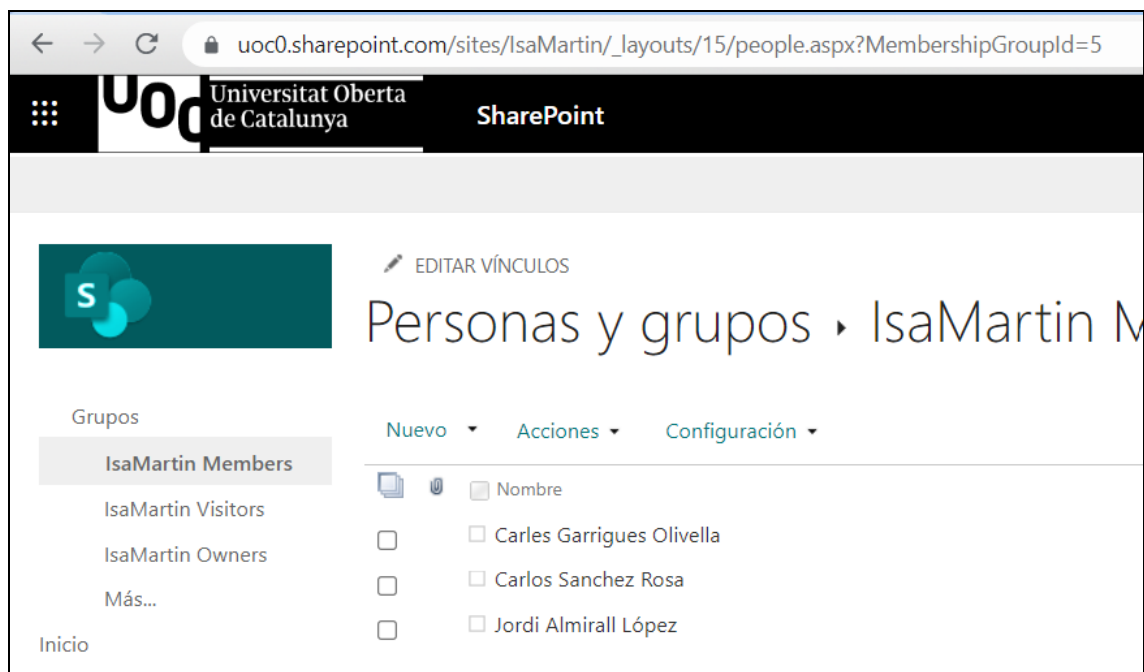 uoc0.sharepoint.com/sites/IsaMartin/_layouts/15/people.aspx?MembershipGroupId=5
UOC Universitat Oberta
de Catalunya
SharePoint
S
EDITAR VÍNCULOS
Personas y grupos ▸ IsaMartin M
Grupos
IsaMartin Members
IsaMartin Visitors
IsaMartin Owners
Más...
Inicio
Nuevo Acciones Configuración
Nombre
Carles Garrigues Olivella
Carlos Sanchez Rosa
Jordi Almirall López